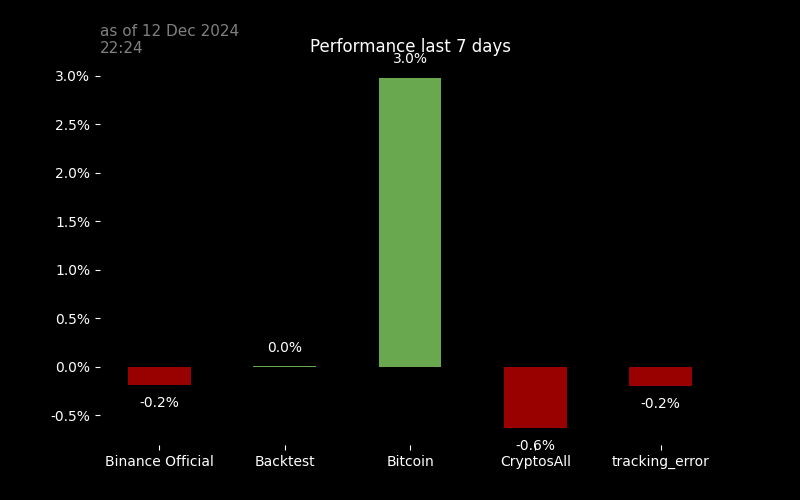 as of 12 Dec 2024
22:24
Performance last 7 days
3.0%
3.0%
2.5%
2.0%
1.5%
1.0%
0.5%
0.0%
0.0%
-0.5%
-0.2%
-0.2%
-0.6%
Binance Official
Backtest
Bitcoin
CryptosAll
tracking_error